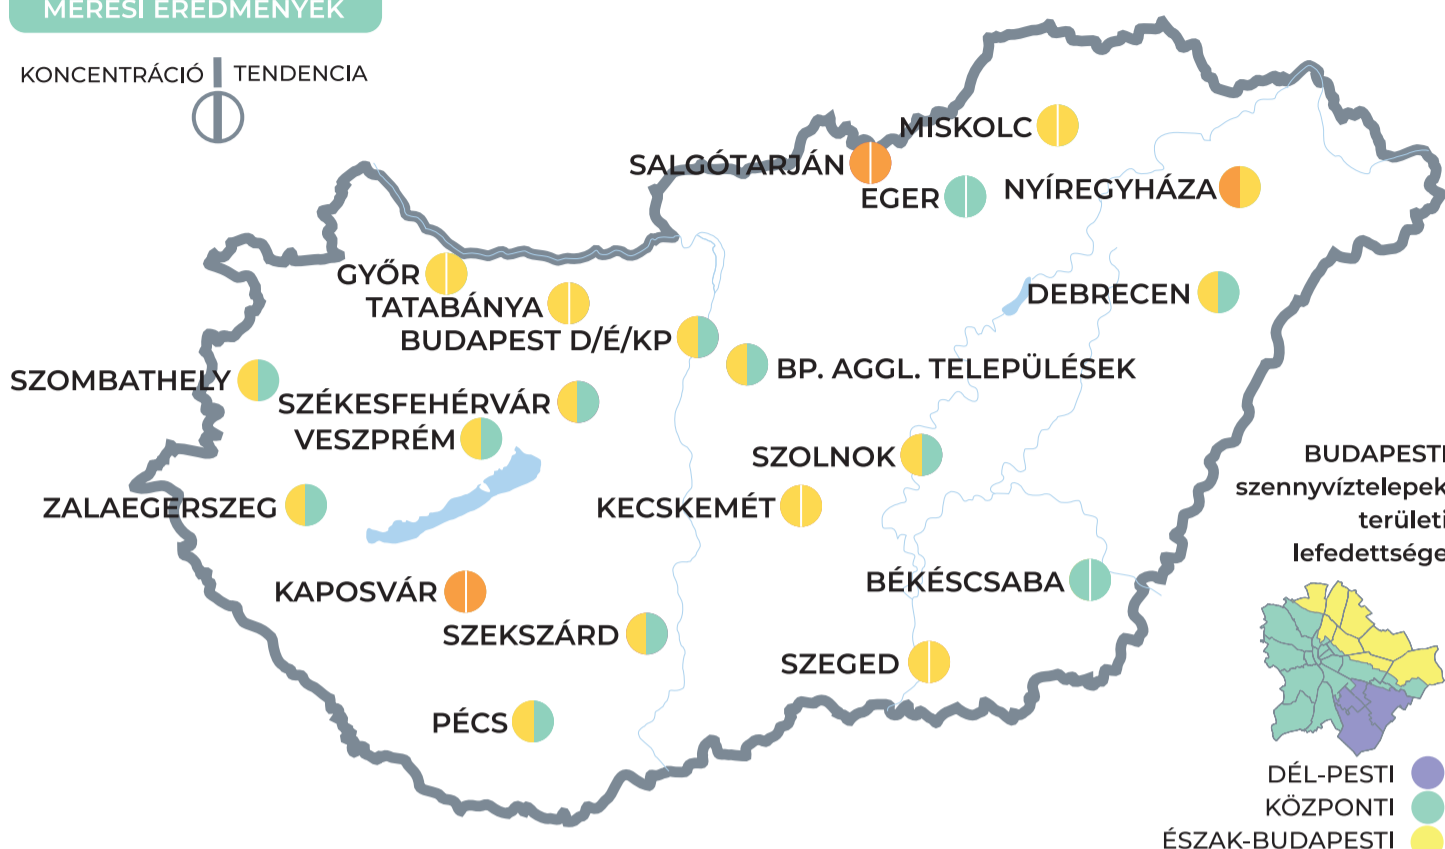 MÉRÉSI EREDMÉNYEK
KONCENTRÁCIÓ TENDENCIA
MISKOLC
SALGÓTARJÁN
EGER
NYÍREGYHÁZA
GYŐR
TATABÁNYA
DEBRECEN
BUDAPEST D/É/KP
BP. AGGL. TELEPÜLÉSEK
SZOMBATHELY
SZÉKESFEHÉRVÁR
VESZPRÉM
SZOLNOK
ZALAEGERSZEG
KECSKEMÉT
BUDAPESTI
szennyvíztelepek
területi
lefedettsége
BÉKÉSCSABA
KAPOSVÁR
SZEKSZÁRD
SZEGED
PÉCS
DÉL-PESTI
KÖZPONTI
ÉSZAK-BUDAPESTI